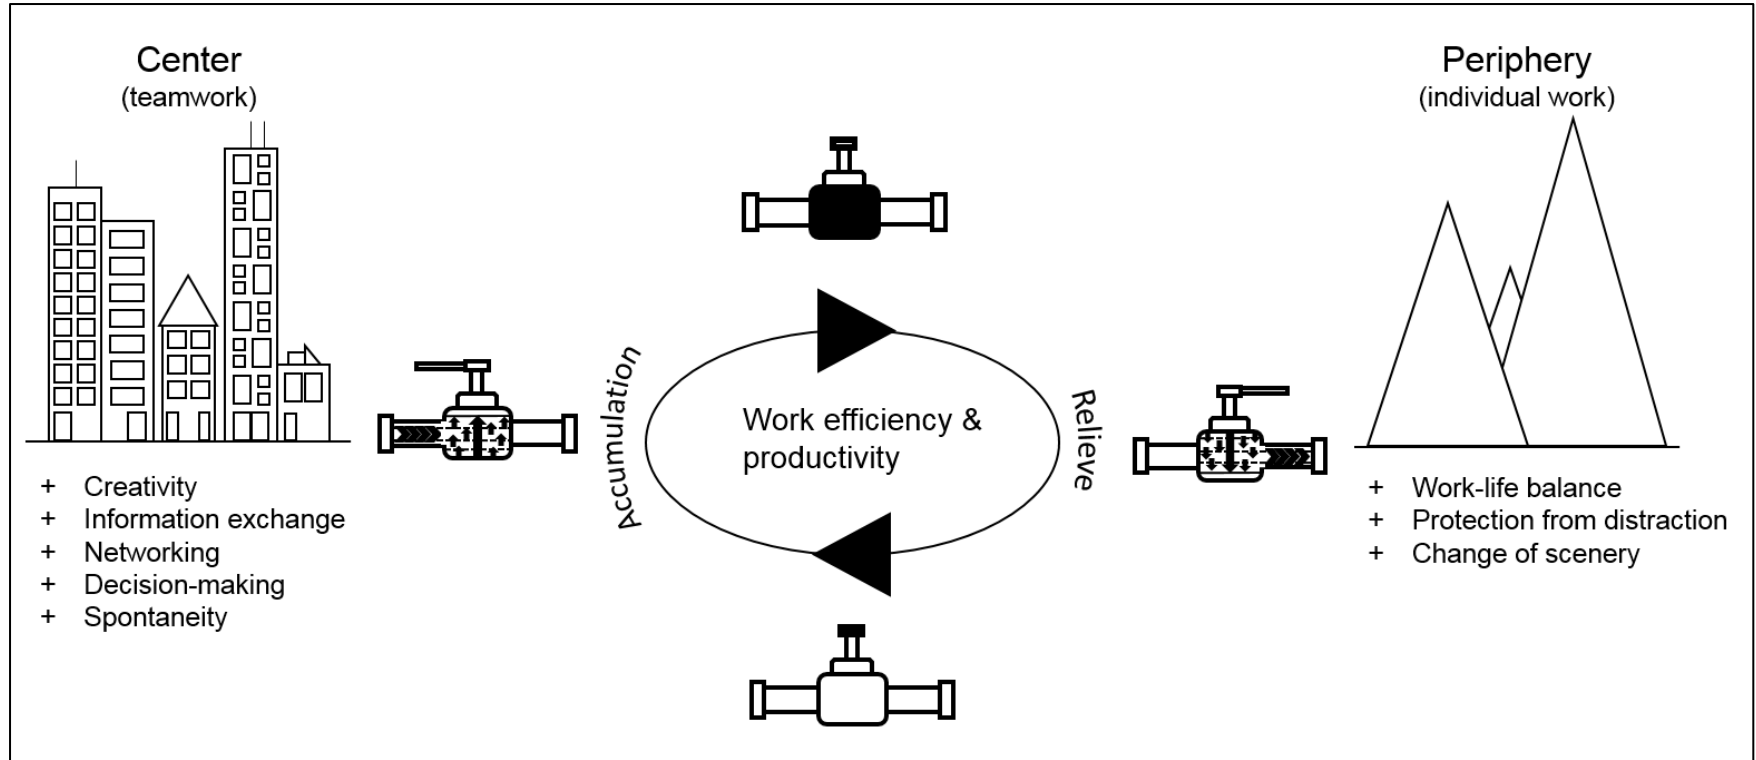 Center
(teamwork)
+ Creativity
+ Information exchange
+ Networking
+ Decision-making
+ Spontaneity
Accumulation
Work efficiency &
productivity
Relieve
Periphery
(individual work)
+ Work-life balance
+ Protection from distraction
+ Change of scenery